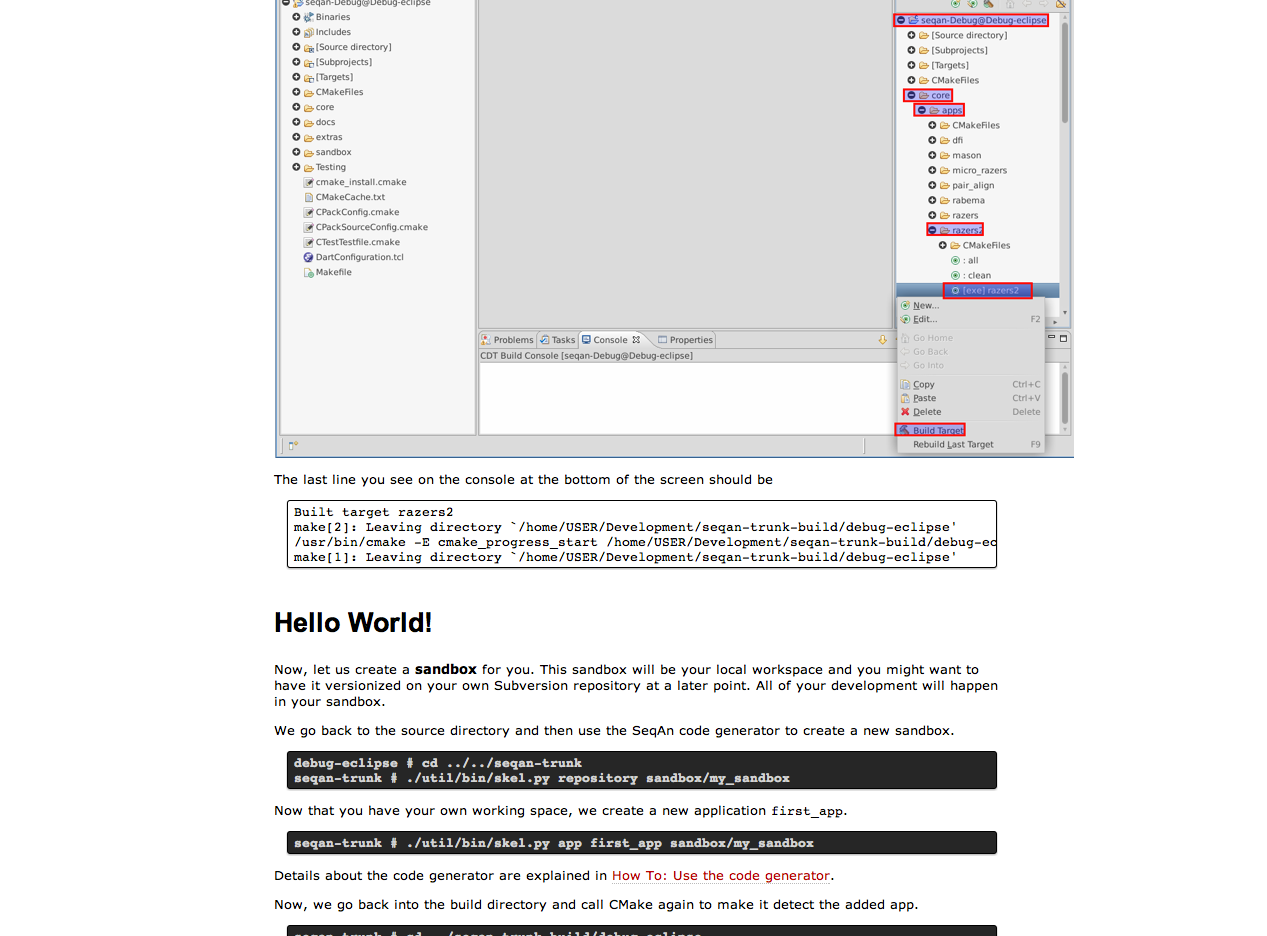 seqan-Debug@Debug-eclipse
Binaries
Includes
[Source directory]
[Subprojects]
[Targets]
CMakeFiles
core
docs
extras
sandbox
Testing
cmake_install.cmake
CMakeCache.txt
CPackConfig.cmake
CPackSourceConfig.cmake
CTestTestfile.cmake
DartConfiguration.tcl
Makefile
seqan-Debug@Debug-eclipse
[Source directory]
[Subprojects]
[Targets]
CMakeFiles
core
apps
CMakeFiles
dfi
mason
micro_razers
pair_align
rabema
razers
razers2
CMakeFiles
: all
: clean
[exe] razers2
New...
Edit... F2
Go Home
Go Back
Go Into
Copy Ctrl+C
Paste Ctrl+V
Delete Delete
Build Target
Rebuild Last Target F9
Problems Tasks Console Properties
CDT Build Console [seqan-Debug@Debug-eclipse]
The last line you see on the console at the bottom of the screen should be
Built target razers2
make[2]: Leaving directory `/home/USER/Development/seqan-trunk-build/debug-eclipse'
/usr/bin/cmake -E cmake_progress_start /home/USER/Development/seqan-trunk-build/debug-ec
make[1]: Leaving directory `/home/USER/Development/seqan-trunk-build/debug-eclipse'
Hello World!
Now, let us create a sandbox for you. This sandbox will be your local workspace and you might want to
have it versionized on your own Subversion repository at a later point. All of your development will happen
in your sandbox.
We go back to the source directory and then use the SeqAn code generator to create a new sandbox.
debug-eclipse # cd ../../seqan-trunk
seqan-trunk # ./util/bin/skel.py repository sandbox/my_sandbox
Now that you have your own working space, we create a new application first_app.
seqan-trunk # ./util/bin/skel.py app first_app sandbox/my_sandbox
Details about the code generator are explained in How To: Use the code generator.
Now, we go back into the build directory and call CMake again to make it detect the added app.